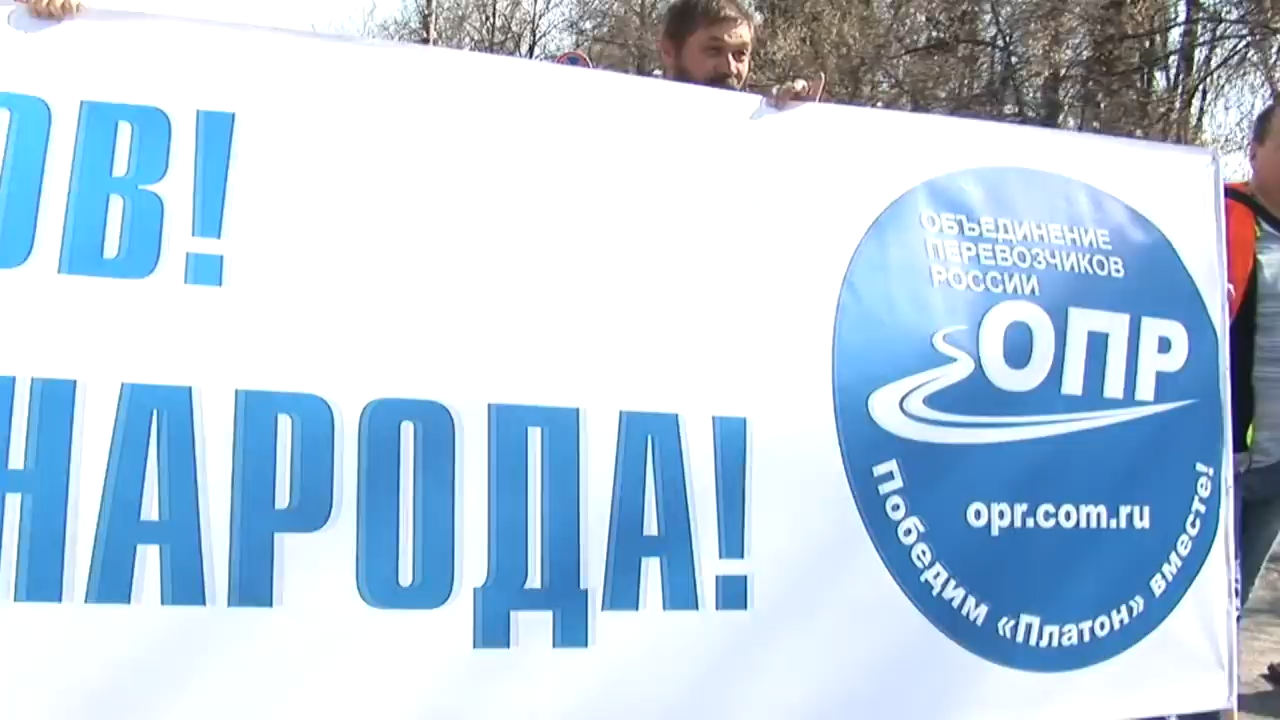 ОВ!
НАРОДА!
ОБЪЕДИНЕНИЕ
ПЕРЕВОЗЧИКОВ
РОССИИ
ОПР
opr.com.ru
Победим «Платон» вместе!